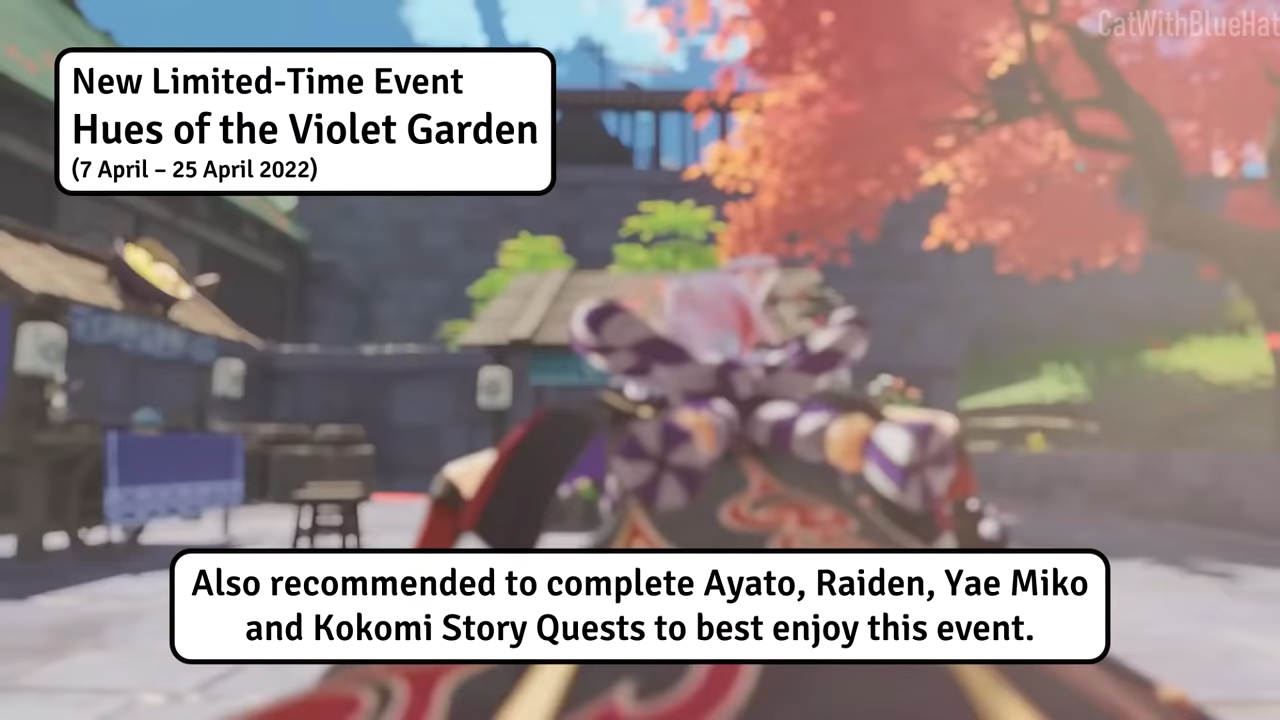 CatWithBlueHat
New Limited-Time Event
Hues of the Violet Garden
(7 April – 25 April 2022)
Also recommended to complete Ayato, Raiden, Yae Miko
and Kokomi Story Quests to best enjoy this event.